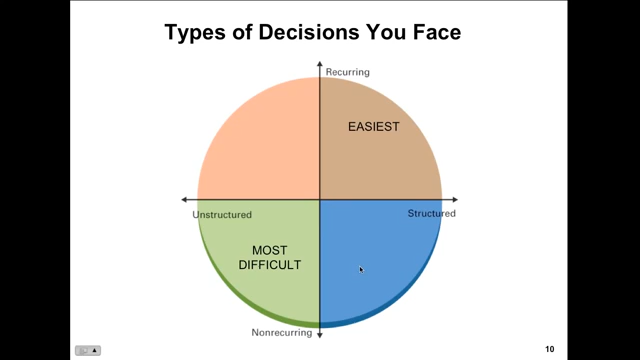 Types of Decisions You Face
Recurring
EASIEST
Unstructured
Structured
MOST
DIFFICULT
Nonrecurring
10